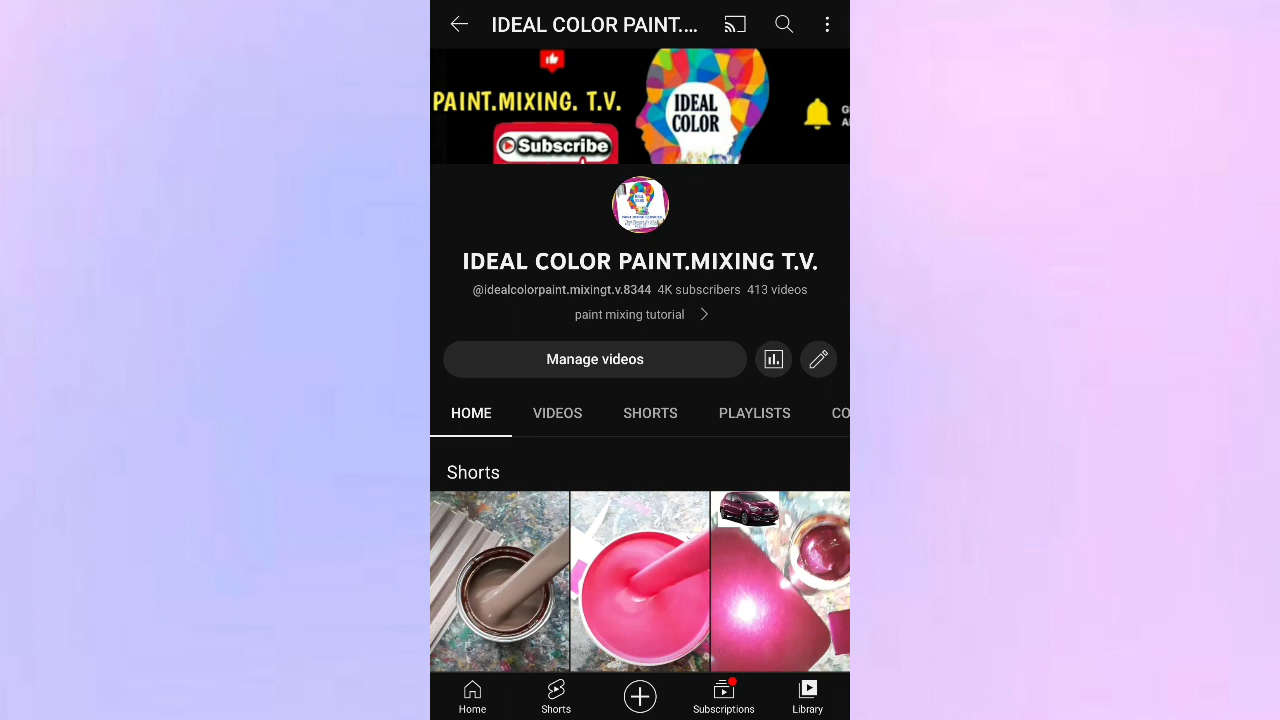 IDEAL COLOR PAINT....
PAINT.MIXING. T.V.
IDEAL
COLOR
Subscribe
IDEAL COLOR PAINT.MIXING T.V.
@idealcolorpaint.mixingt.v.8344 4K subscribers 413 videos
paint mixing tutorial
Manage videos
HOME VIDEOS SHORTS PLAYLISTS CO
Shorts
Home Shorts Subscriptions Library